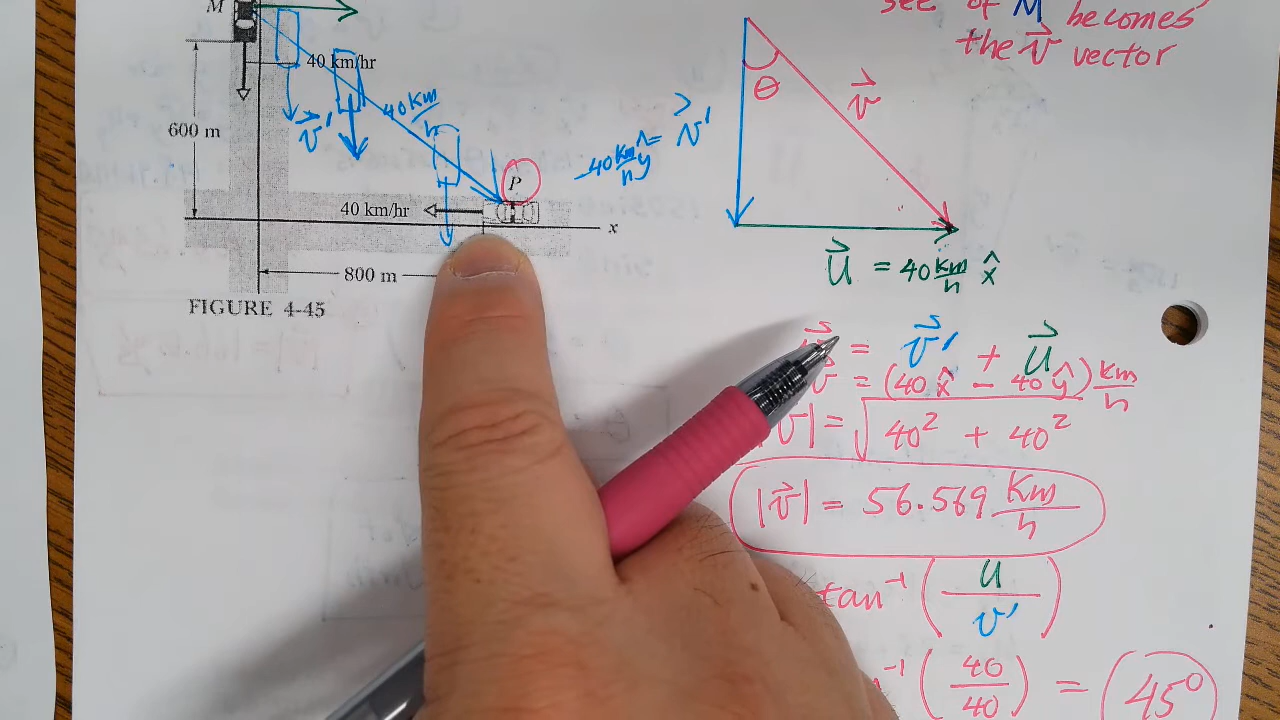 see of M becomes
the v⃗ vector
M
40 km/hr
600 m
v⃗'
40 km/h
P
40 km/hr
x
800 m
FIGURE 4-45
θ
v⃗
-40 km/h ŷ = v⃗'
u⃗ = 40 km/h x̂
= v⃗' + u⃗
v = (40 x̂ - 40 ŷ) km/h
v⃗| = √40² + 40²
|v⃗| = 56.569 km/h
tan⁻¹ (u/v')
⁻¹ (40/40) = 45°